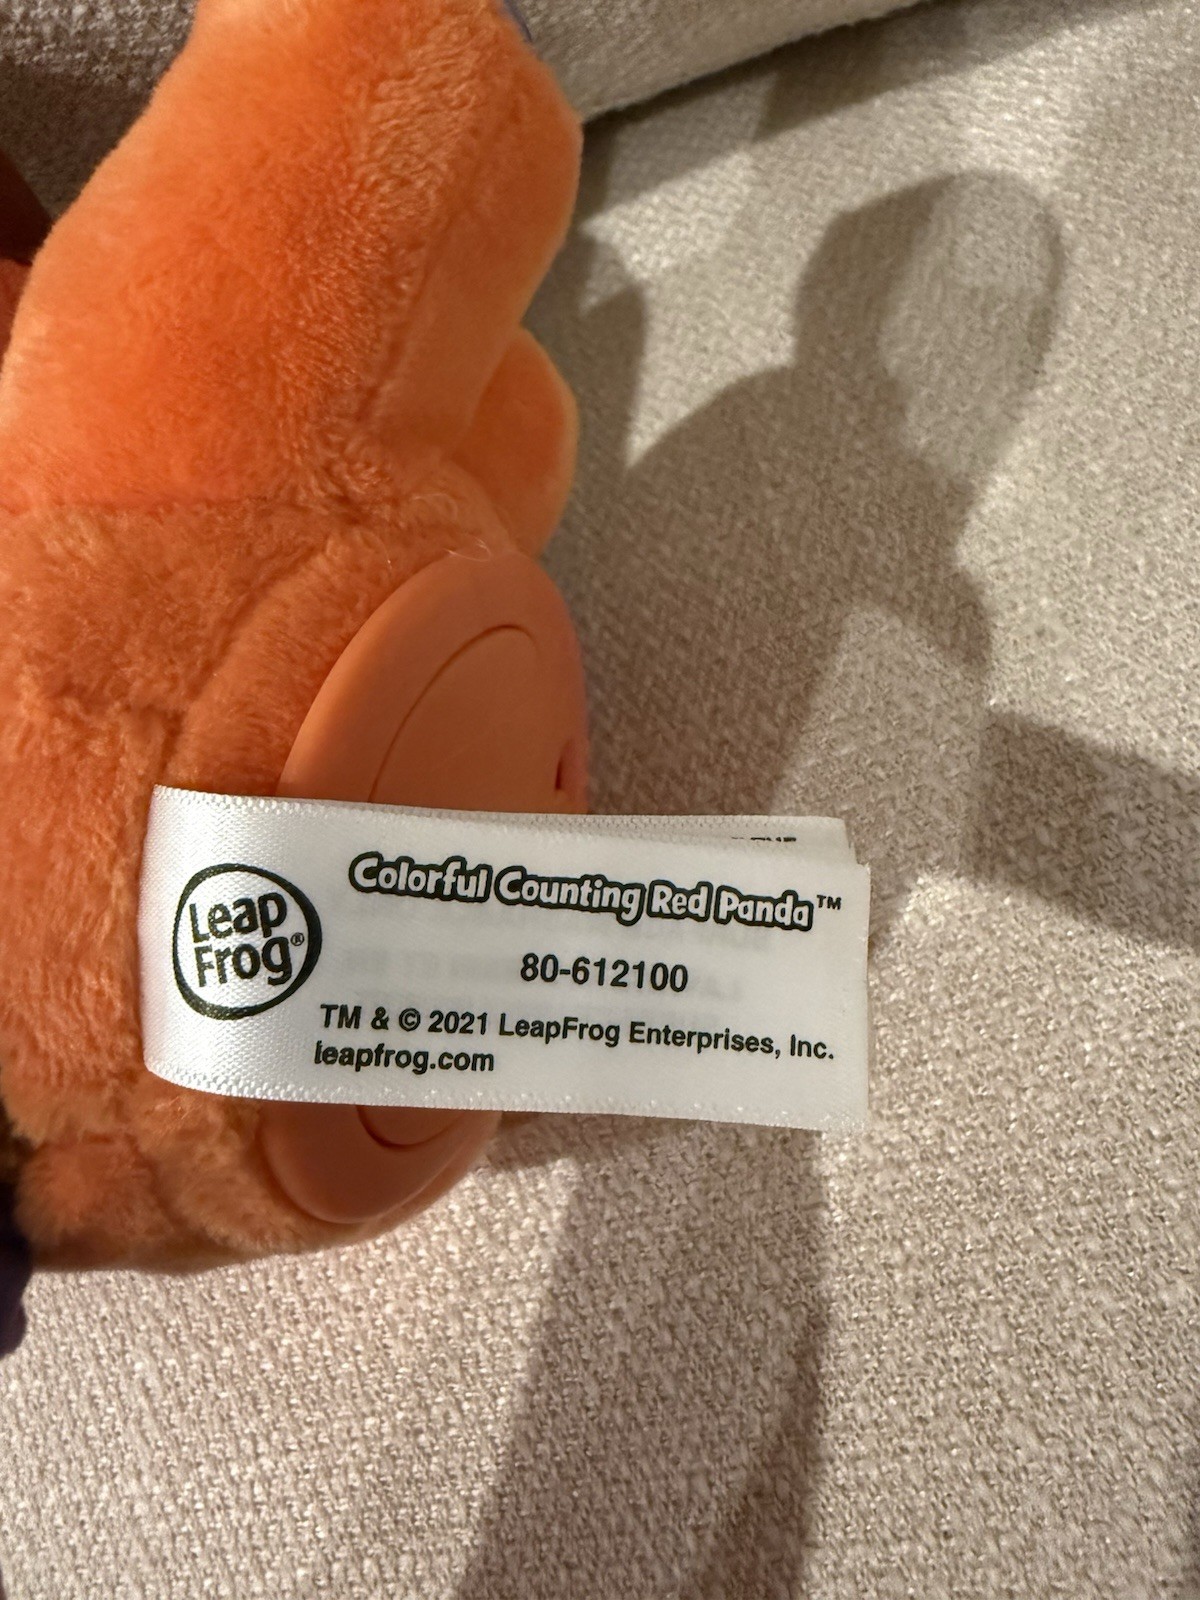 Leap
Frog®
Colorful Counting Red Panda™
80-612100
TM & © 2021 LeapFrog Enterprises, Inc.
leapfrog.com